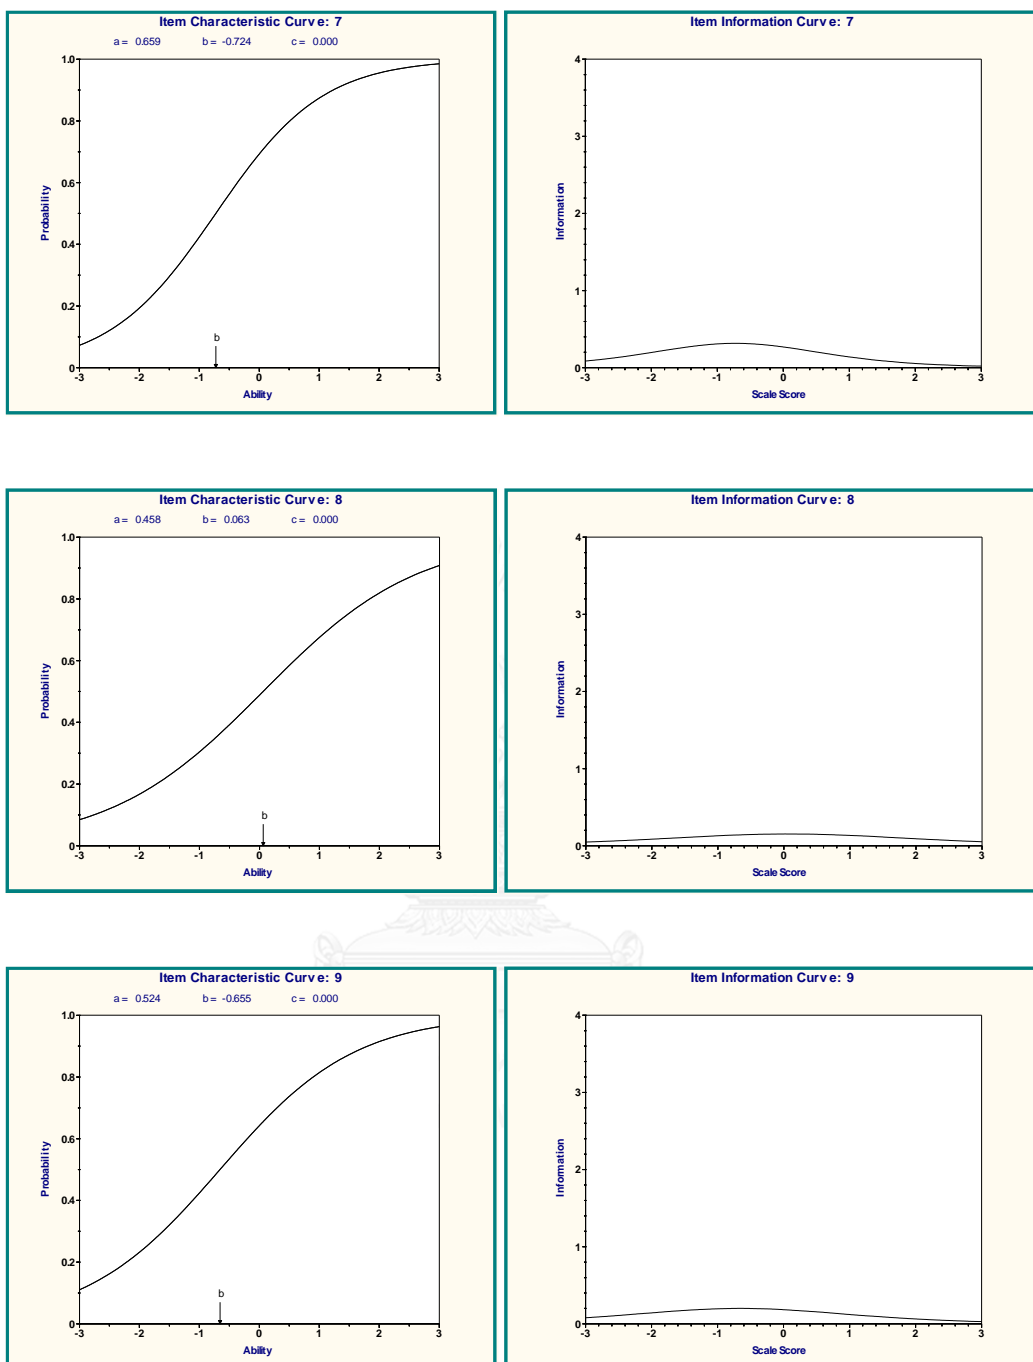 Item Characteristic Curve: 7
a = 0.659 b = -0.724 c = 0.000
1.0
0.8
0.6
0.4
0.2
0
Probability
b
-3 -2 -1 0 1 2 3
Ability
Item Information Curve: 7
4
3
2
1
0
Information
-3 -2 -1 0 1 2 3
Scale Score
Item Characteristic Curve: 8
a = 0.458 b = 0.063 c = 0.000
1.0
0.8
0.6
0.4
0.2
0
Probability
b
-3 -2 -1 0 1 2 3
Ability
Item Information Curve: 8
4
3
2
1
0
Information
-3 -2 -1 0 1 2 3
Scale Score
Item Characteristic Curve: 9
a = 0.524 b = -0.655 c = 0.000
1.0
0.8
0.6
0.4
0.2
0
Probability
b
-3 -2 -1 0 1 2 3
Ability
Item Information Curve: 9
4
3
2
1
0
Information
-3 -2 -1 0 1 2 3
Scale Score